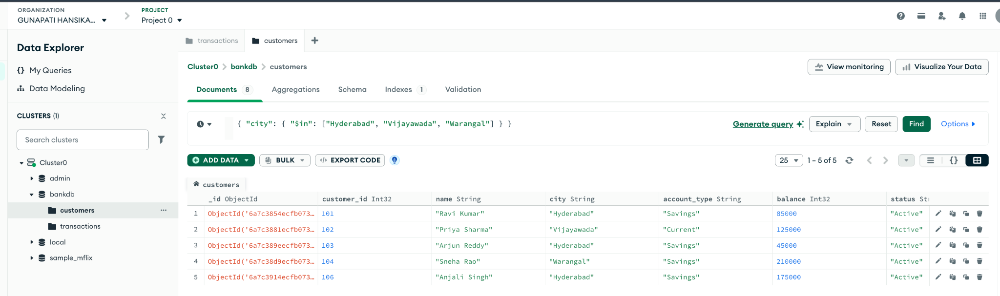 ORGANIZATION
GUNAPATI HANSIKA...
PROJECT
Project 0
Data Explorer
My Queries
Data Modeling
CLUSTERS (1)
Search clusters
Cluster0
admin
bankdb
customers
transactions
local
sample_mflix
transactions
customers
Cluster0 > bankdb > customers
View monitoring
Visualize Your Data
Documents 8
Aggregations
Schema
Indexes 1
Validation
{ "city": { "$in": ["Hyderabad", "Vijayawada", "Warangal"] } }
Generate query
Explain
Reset
Find
Options
ADD DATA
BULK
EXPORT CODE
25
1 – 5 of 5
customers
_id ObjectId customer_id Int32 name String city String account_type String balance Int32 status Str
1 ObjectId('6a7c3854ecfb073… 101 "Ravi Kumar" "Hyderabad" "Savings" 85000 "Active"
2 ObjectId('6a7c3881ecfb073… 102 "Priya Sharma" "Vijayawada" "Current" 125000 "Active"
3 ObjectId('6a7c389eecfb073… 103 "Arjun Reddy" "Hyderabad" "Savings" 45000 "Active"
4 ObjectId('6a7c38d9ecfb073… 104 "Sneha Rao" "Warangal" "Savings" 210000 "Active"
5 ObjectId('6a7c3914ecfb073… 106 "Anjali Singh" "Hyderabad" "Savings" 175000 "Active"